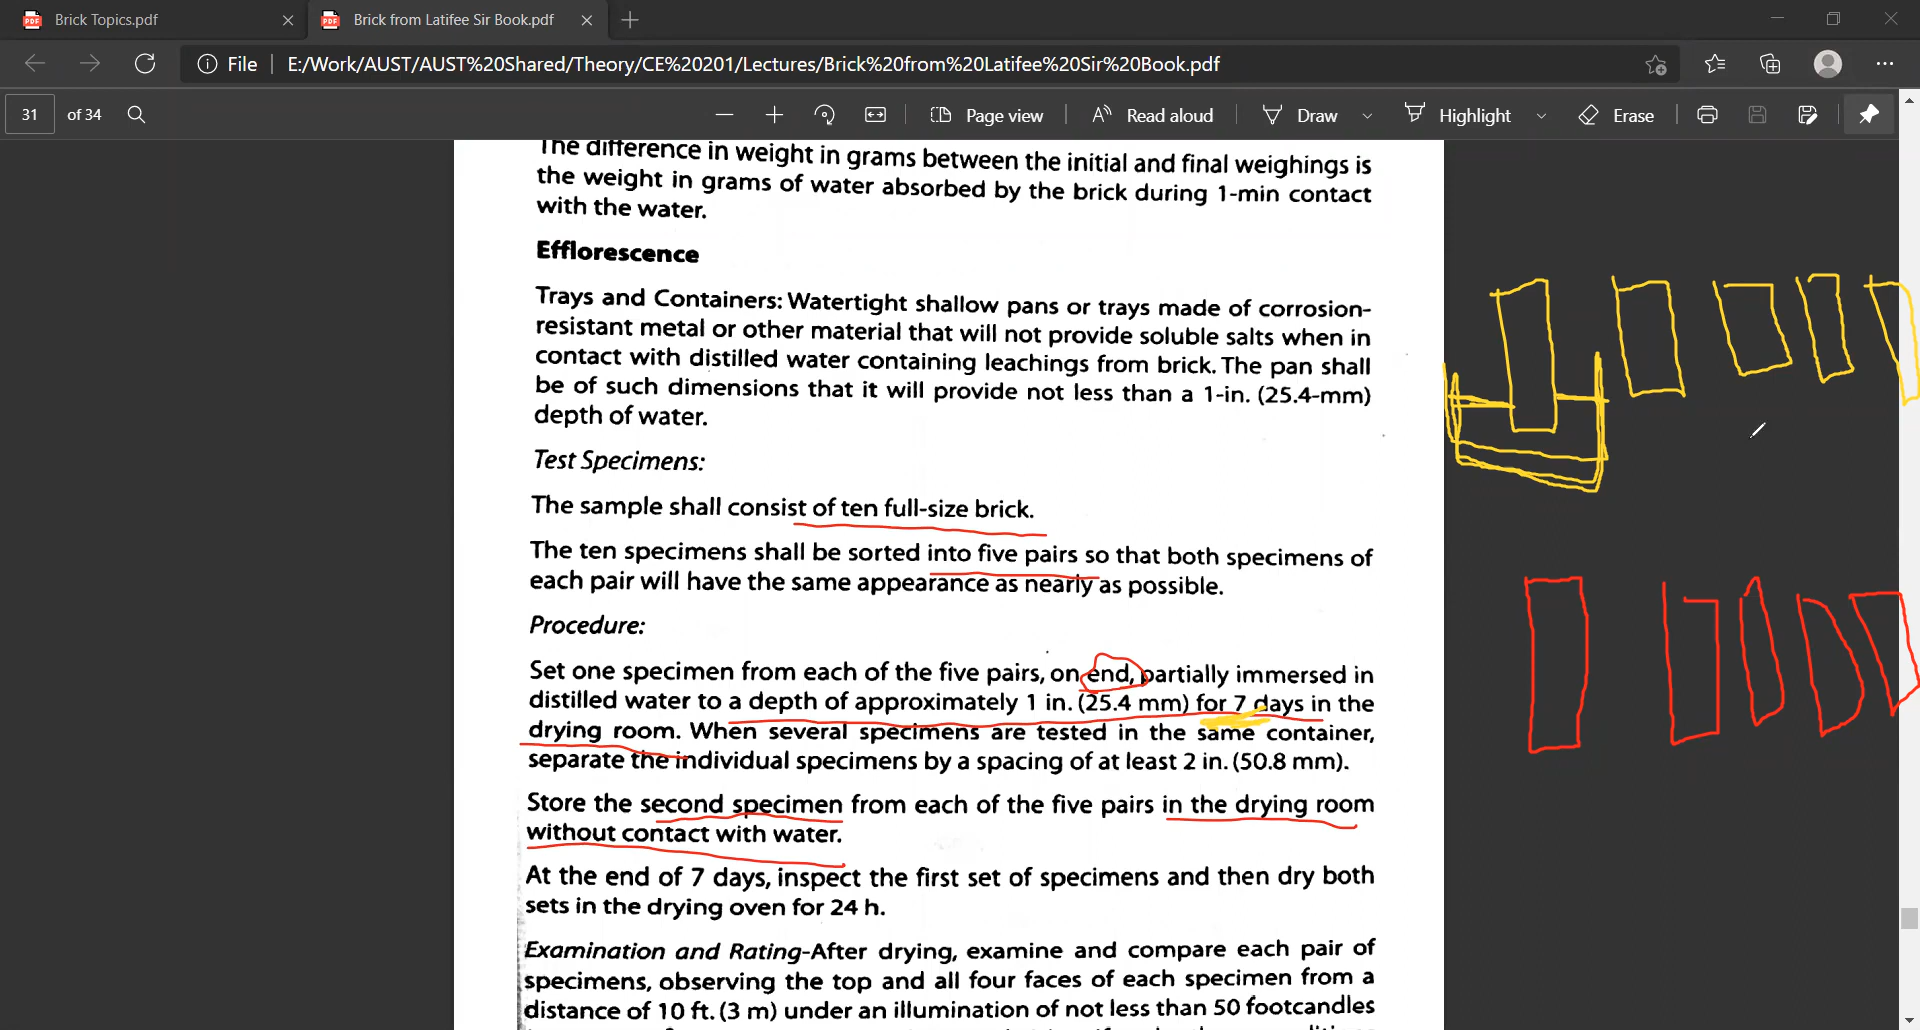 Brick Topics.pdf
Brick from Latifee Sir Book.pdf
File
E:/Work/AUST/AUST%20Shared/Theory/CE%20201/Lectures/Brick%20from%20Latifee%20Sir%20Book.pdf
31 of 34
Page view
Read aloud
Draw
Highlight
Erase
The difference in weight in grams between the initial and final weighings is
the weight in grams of water absorbed by the brick during 1-min contact
with the water.
Efflorescence
Trays and Containers: Watertight shallow pans or trays made of corrosion-
resistant metal or other material that will not provide soluble salts when in
contact with distilled water containing leachings from brick. The pan shall
be of such dimensions that it will provide not less than a 1-in. (25.4-mm)
depth of water.
Test Specimens:
The sample shall consist of ten full-size brick.
The ten specimens shall be sorted into five pairs so that both specimens of
each pair will have the same appearance as nearly as possible.
Procedure:
Set one specimen from each of the five pairs, on end, partially immersed in
distilled water to a depth of approximately 1 in. (25.4 mm) for 7 days in the
drying room. When several specimens are tested in the same container,
separate the individual specimens by a spacing of at least 2 in. (50.8 mm).
Store the second specimen from each of the five pairs in the drying room
without contact with water.
At the end of 7 days, inspect the first set of specimens and then dry both
sets in the drying oven for 24 h.
Examination and Rating-After drying, examine and compare each pair of
specimens, observing the top and all four faces of each specimen from a
distance of 10 ft. (3 m) under an illumination of not less than 50 footcandles